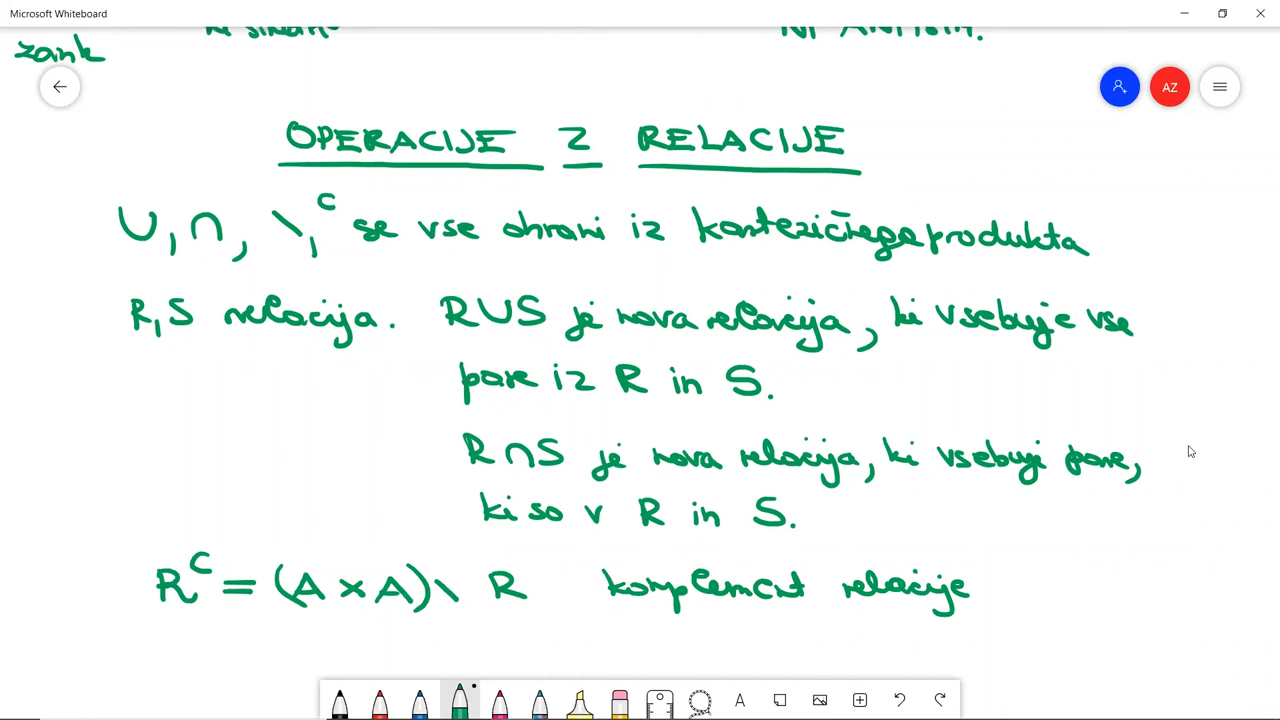 Microsoft Whiteboard
zank
AZ
OPERACIJE Z RELACIJE
∪, ∩, \, C se vse ohrani iz kartezičnega produkta
R, S relacija. R∪S je nova relacija, ki vsebuje vse
pare iz R in S.
R∩S je nova relacija, ki vsebuje pare,
ki so v R in S.
R^C = (A × A) \ R komplement relacije
A